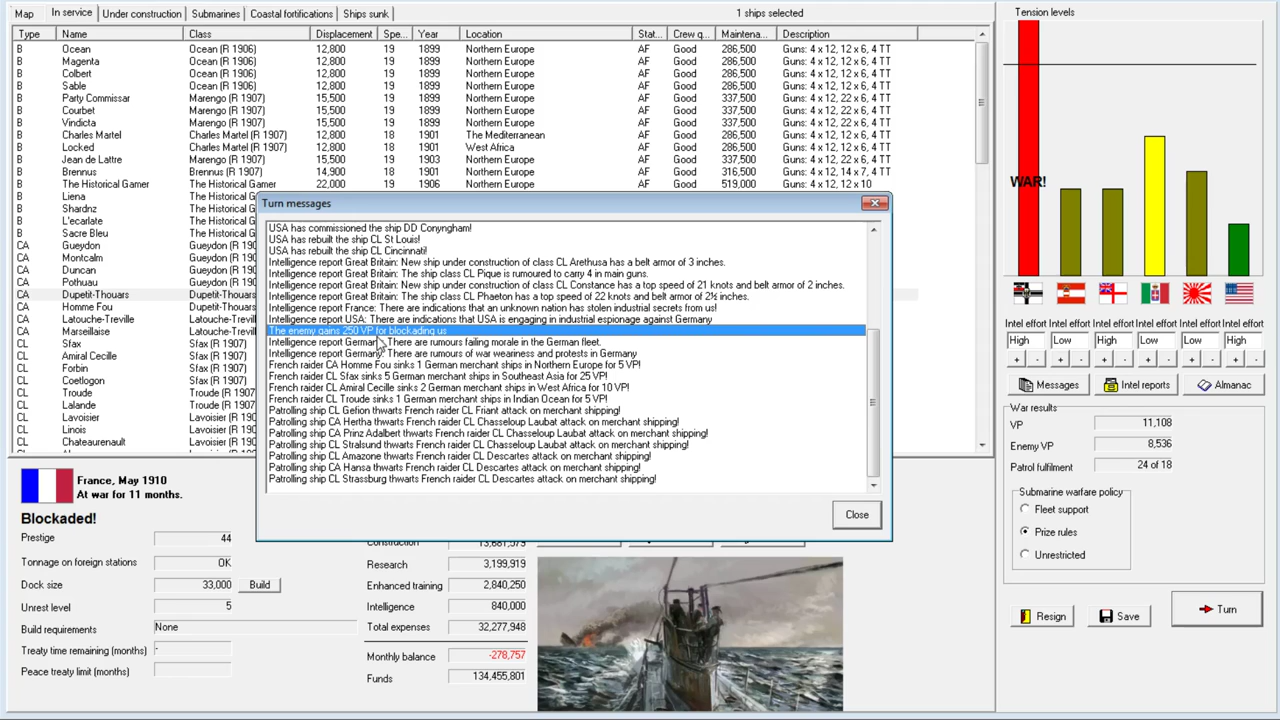 Map In service Under construction Submarines Coastal fortifications Ships sunk 1 ships selected
Type Name Class Displacement Spe... Year Location Stat... Crew q... Maintena... Description
B Ocean Ocean (R 1906) 12,800 19 1899 Northern Europe AF Good 286,500 Guns: 4 x 12, 12 x 6, 4 TT
B Magenta Ocean (R 1906) 12,800 19 1899 Northern Europe AF Good 286,500 Guns: 4 x 12, 12 x 6, 4 TT
B Colbert Ocean (R 1906) 12,800 19 1899 Northern Europe AF Good 286,500 Guns: 4 x 12, 12 x 6, 4 TT
B Sable Ocean (R 1906) 12,800 19 1899 Northern Europe AF Good 286,500 Guns: 4 x 12, 12 x 6, 4 TT
B Party Commissar Marengo (R 1907) 15,500 19 1899 Northern Europe AF Good 337,500 Guns: 4 x 12, 22 x 6, 4 TT
B Courbet Marengo (R 1907) 15,500 19 1899 Northern Europe AF Good 337,500 Guns: 4 x 12, 22 x 6, 4 TT
B Vindicta Marengo (R 1907) 15,500 19 1899 Northern Europe AF Good 337,500 Guns: 4 x 12, 22 x 6, 4 TT
B Charles Martel Charles Martel (R 1907) 12,800 18 1901 The Mediterranean AF Good 286,500 Guns: 4 x 12, 12 x 6, 4 TT
B Locked Charles Martel (R 1907) 12,800 18 1901 West Africa AF Good 286,500 Guns: 4 x 12, 12 x 6, 4 TT
B Jean de Lattre Marengo (R 1907) 15,500 19 1903 Northern Europe AF Good 337,500 Guns: 4 x 12, 22 x 6, 4 TT
B Brennus Brennus (R 1907) 14,900 18 1901 Northern Europe AF Good 316,500 Guns: 4 x 12, 14 x 7, 4 TT
B The Historical Gamer The Historical Gamer 22,000 19 1906 Northern Europe AF Good 519,000 Guns: 4 x 12, 12 x 10
B Liena The Historical Ga
B Shardnz The Historical Ga
B L'ecarlate The Historical Ga
B Sacre Bleu The Historical Ga
CA Gueydon Gueydon (R 190
CA Montcalm Gueydon (R 190
CA Duncan Gueydon (R 190
CA Pothuau Gueydon (R 190
CA Dupetit-Thouars Dupetit-Thouars
CA Homme Fou Dupetit-Thouars
CA Latouche-Treville Latouche-Treville
CA Marseillaise Latouche-Treville
CL Sfax Sfax (R 1906)
CL Amiral Cecille Sfax (R 1906)
CL Forbin Sfax (R 1906)
CL Coetlogon Sfax (R 1906)
CL Troude Troude (R 1906)
CL Lalande Troude (R 1906)
CL Lavoisier Lavoisier (R 190
CL Linois Lavoisier (R 190
CL Chateaurenault Lavoisier (R 190
Turn messages
USA has commissioned the ship DD Conyngham!
USA has rebuilt the ship CL St Louis!
USA has rebuilt the ship CL Cincinnati!
Intelligence report Great Britain: New ship under construction of class CL Arethusa has a belt armor of 3 inches.
Intelligence report Great Britain: The ship class CL Pique is rumoured to carry 4 in main guns.
Intelligence report Great Britain: New ship under construction of class CL Constance has a top speed of 21 knots and belt armor of 2 inches.
Intelligence report Great Britain: The ship class CL Phaeton has a top speed of 22 knots and belt armor of 2½ inches.
Intelligence report France: There are indications that an unknown nation has stolen industrial secrets from us!
Intelligence report USA: There are indications that USA is engaging in industrial espionage against Germany
The enemy gains 250 VP for blockading us
Intelligence report Germany: There are rumours failing morale in the German fleet.
Intelligence report Germany: There are rumours of war weariness and protests in Germany
French raider CA Homme Fou sinks 1 German merchant ships in Northern Europe for 5 VP!
French raider CL Sfax sinks 5 German merchant ships in Southeast Asia for 25 VP!
French raider CL Amiral Cecille sinks 2 German merchant ships in West Africa for 10 VP!
French raider CL Troude sinks 1 German merchant ships in Indian Ocean for 5 VP!
Patrolling ship CL Gefion thwarts French raider CL Friant attack on merchant shipping!
Patrolling ship CA Hertha thwarts French raider CL Chasseloup Laubat attack on merchant shipping!
Patrolling ship CA Prinz Adalbert thwarts French raider CL Chasseloup Laubat attack on merchant shipping!
Patrolling ship CL Stralsund thwarts French raider CL Chasseloup Laubat attack on merchant shipping!
Patrolling ship CL Amazone thwarts French raider CL Descartes attack on merchant shipping!
Patrolling ship CA Hansa thwarts French raider CL Descartes attack on merchant shipping!
Patrolling ship CL Strassburg thwarts French raider CL Descartes attack on merchant shipping!
Close
France, May 1910
At war for 11 months.
Blockaded!
Prestige 44
Tonnage on foreign stations OK
Dock size 33,000 Build
Unrest level 5
Build requirements None
Treaty time remaining (months) -
Peace treaty limit (months)
Construction 13,681,579
Research 3,199,919
Enhanced training 2,840,250
Intelligence 840,000
Total expenses 32,277,948
Monthly balance -278,757
Funds 134,455,801
Tension levels
WAR!
Intel effort Intel effort Intel effort Intel effort Intel effort Intel effort
High Low High Low Low Low
+ - + - + - + - + - + -
Messages Intel reports Almanac
War results
VP 11,108
Enemy VP 8,536
Patrol fulfilment 24 of 18
Submarine warfare policy
Fleet support
Prize rules
Unrestricted
Resign Save Turn